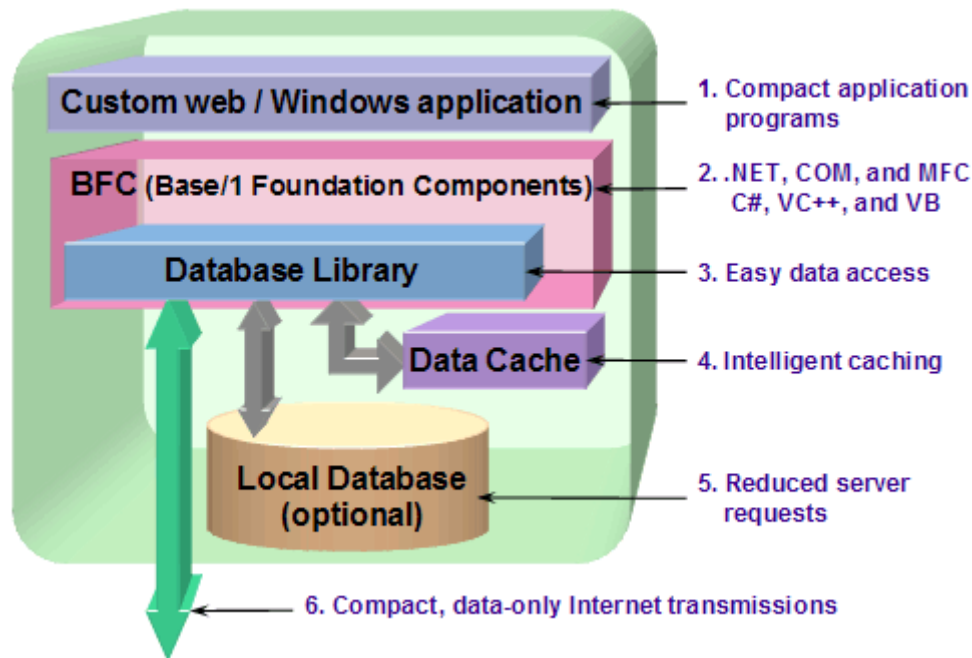 Custom web / Windows application
1. Compact application
programs
BFC (Base/1 Foundation Components)
2. .NET, COM, and MFC
C#, VC++, and VB
Database Library
3. Easy data access
Data Cache
4. Intelligent caching
Local Database
(optional)
5. Reduced server
requests
6. Compact, data-only Internet transmissions